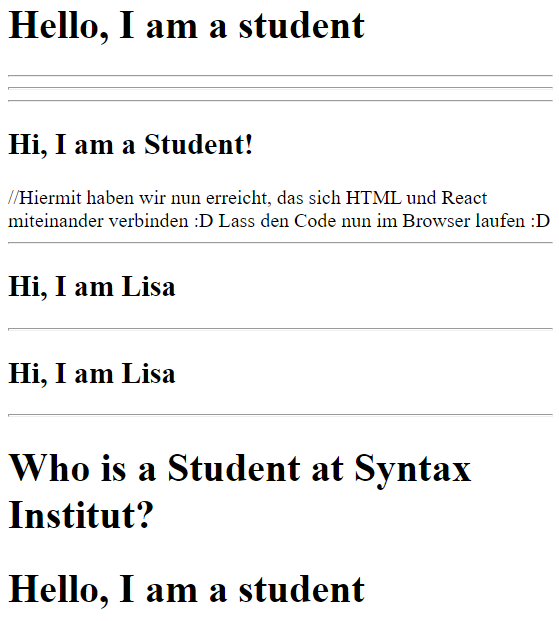 Hello, I am a student
Hi, I am a Student!
//Hiermit haben wir nun erreicht, das sich HTML und React
miteinander verbinden :D Lass den Code nun im Browser laufen :D
Hi, I am Lisa
Hi, I am Lisa
Who is a Student at Syntax
Institut?
Hello, I am a student